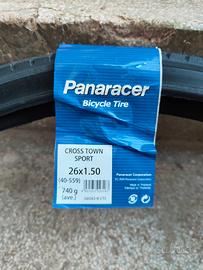 Panaracer
Bicycle Tire
CROSS TOWN
SPORT
26x1.50
(40-559)
740 g
(ave.)
Panaracer Corporation
Made in Thailand